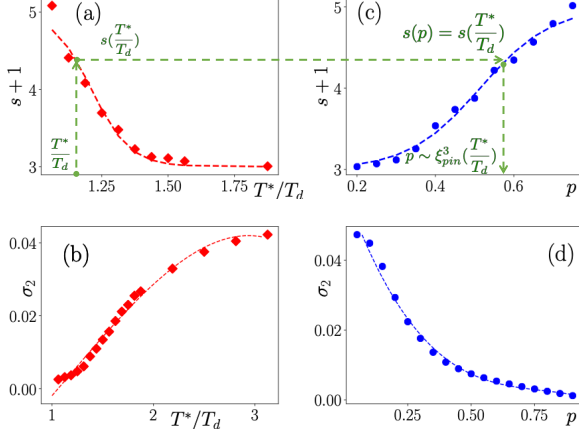 (a)
s + 1
5
4
3
1.25
1.50
1.75
T*/T_d
s(T*/T_d)
T*/T_d
(c)
s + 1
5
4
3
0.2
0.4
0.6
p
s(p) = s(T*/T_d)
p ∼ ξ³_pin(T*/T_d)
(b)
σ₂
0.04
0.02
0.00
1
2
3
T*/T_d
(d)
σ₂
0.04
0.02
0.00
0.25
0.50
0.75
p